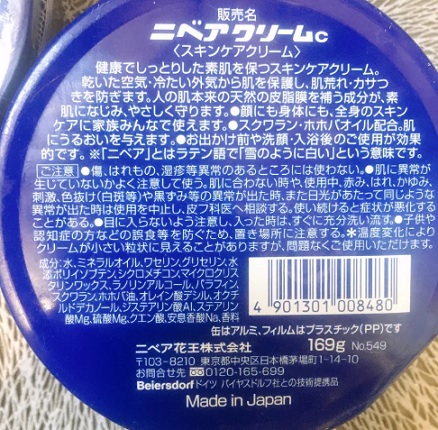 販売名
ニベアクリームC
〈スキンケアクリーム〉
健康でしっとりした素肌を保つスキンケアクリーム。
乾いた空気・冷たい外気から肌を保護し、肌荒れ・カサつ
きを防ぎます。人の肌本来の天然の皮脂膜を補う成分が、素
肌になじみ、やさしく守ります。●顔にも身体にも、全身のスキン
ケアに家族みんなで使えます。●スクワラン・ホホバオイル配合。肌
にうるおいを与えます。●お出かけ前や洗顔・入浴後のご使用が効果
的です。※「ニベア」とはラテン語で「雪のように白い」という意味です。
ご注意 ●傷、はれもの、湿疹等異常のあるところには使わない。●肌に異常が
生じていないかよく注意して使う。肌に合わない時や、使用中、赤み、はれ、かゆみ、
刺激、色抜け(白斑等)や黒ずみ等の異常が出た時、また日光があたって同じような
異常が出た時は使用を中止し、皮フ科医へ相談する。使い続けると症状が悪化する
ことがある。●目に入らないよう注意し、入った時は、すぐに充分洗い流す。●子供や
認知症の方などの誤食等を防ぐため、置き場所に注意する。＊温度変化により
クリームが小さい粒状に見えることがありますが、問題なくご使用いただけます。
成分:水、ミネラルオイル、ワセリン、グリセリン、水
添ポリイソブテン、シクロメチコン、マイクロクリス
タリンワックス、ラノリンアルコール、パラフィン、
スクワラン、ホホバ油、オレイン酸デシル、オクチ
ルドデカノール、ジステアリン酸Al、ステアリン
酸Mg、硫酸Mg、クエン酸、安息香酸Na、香料
4 901301 008480
缶はアルミ、フィルムはプラスチック(PP)です
ニベア花王株式会社 169g No.549
〒103-8210 東京都中央区日本橋茅場町1-14-10
お問合せ先 0120-165-699
Beiersdorf ドイツ バイヤスドルフ社との技術提携品
Made in Japan